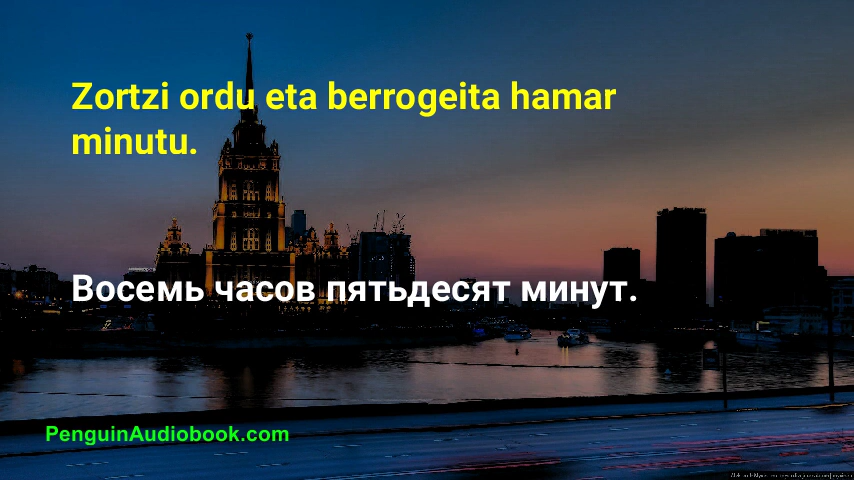 Zortzi ordu eta berrogeita hamar
minutu.
Восемь часов пятьдесят минут.
PenguinAudiobook.com